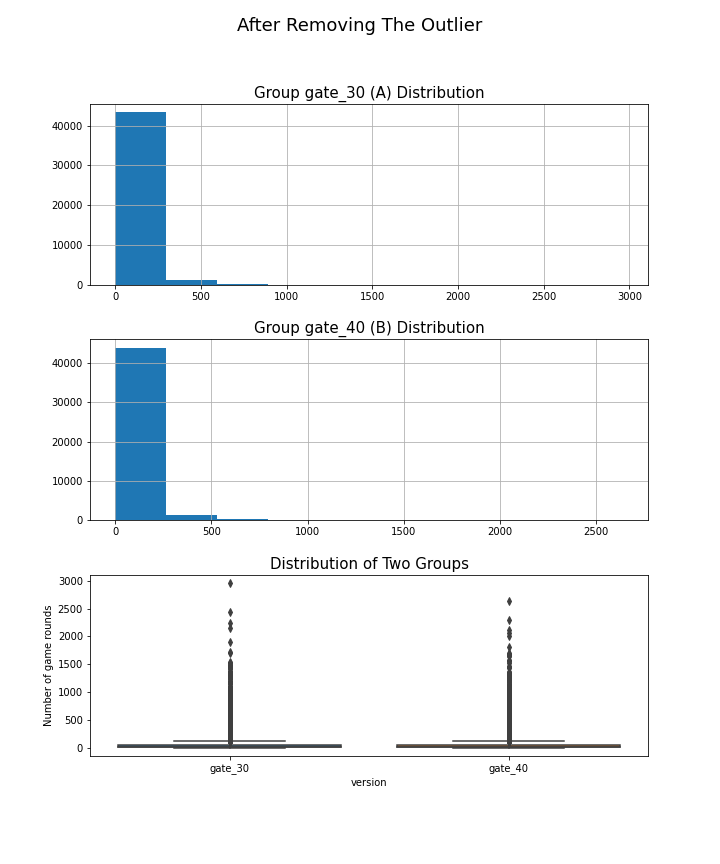 After Removing The Outlier
Group gate_30 (A) Distribution
40000
30000
20000
10000
0
0 500 1000 1500 2000 2500 3000
Group gate_40 (B) Distribution
40000
30000
20000
10000
0
0 500 1000 1500 2000 2500
Distribution of Two Groups
Number of game rounds
3000
2500
2000
1500
1000
500
0
gate_30 gate_40
version